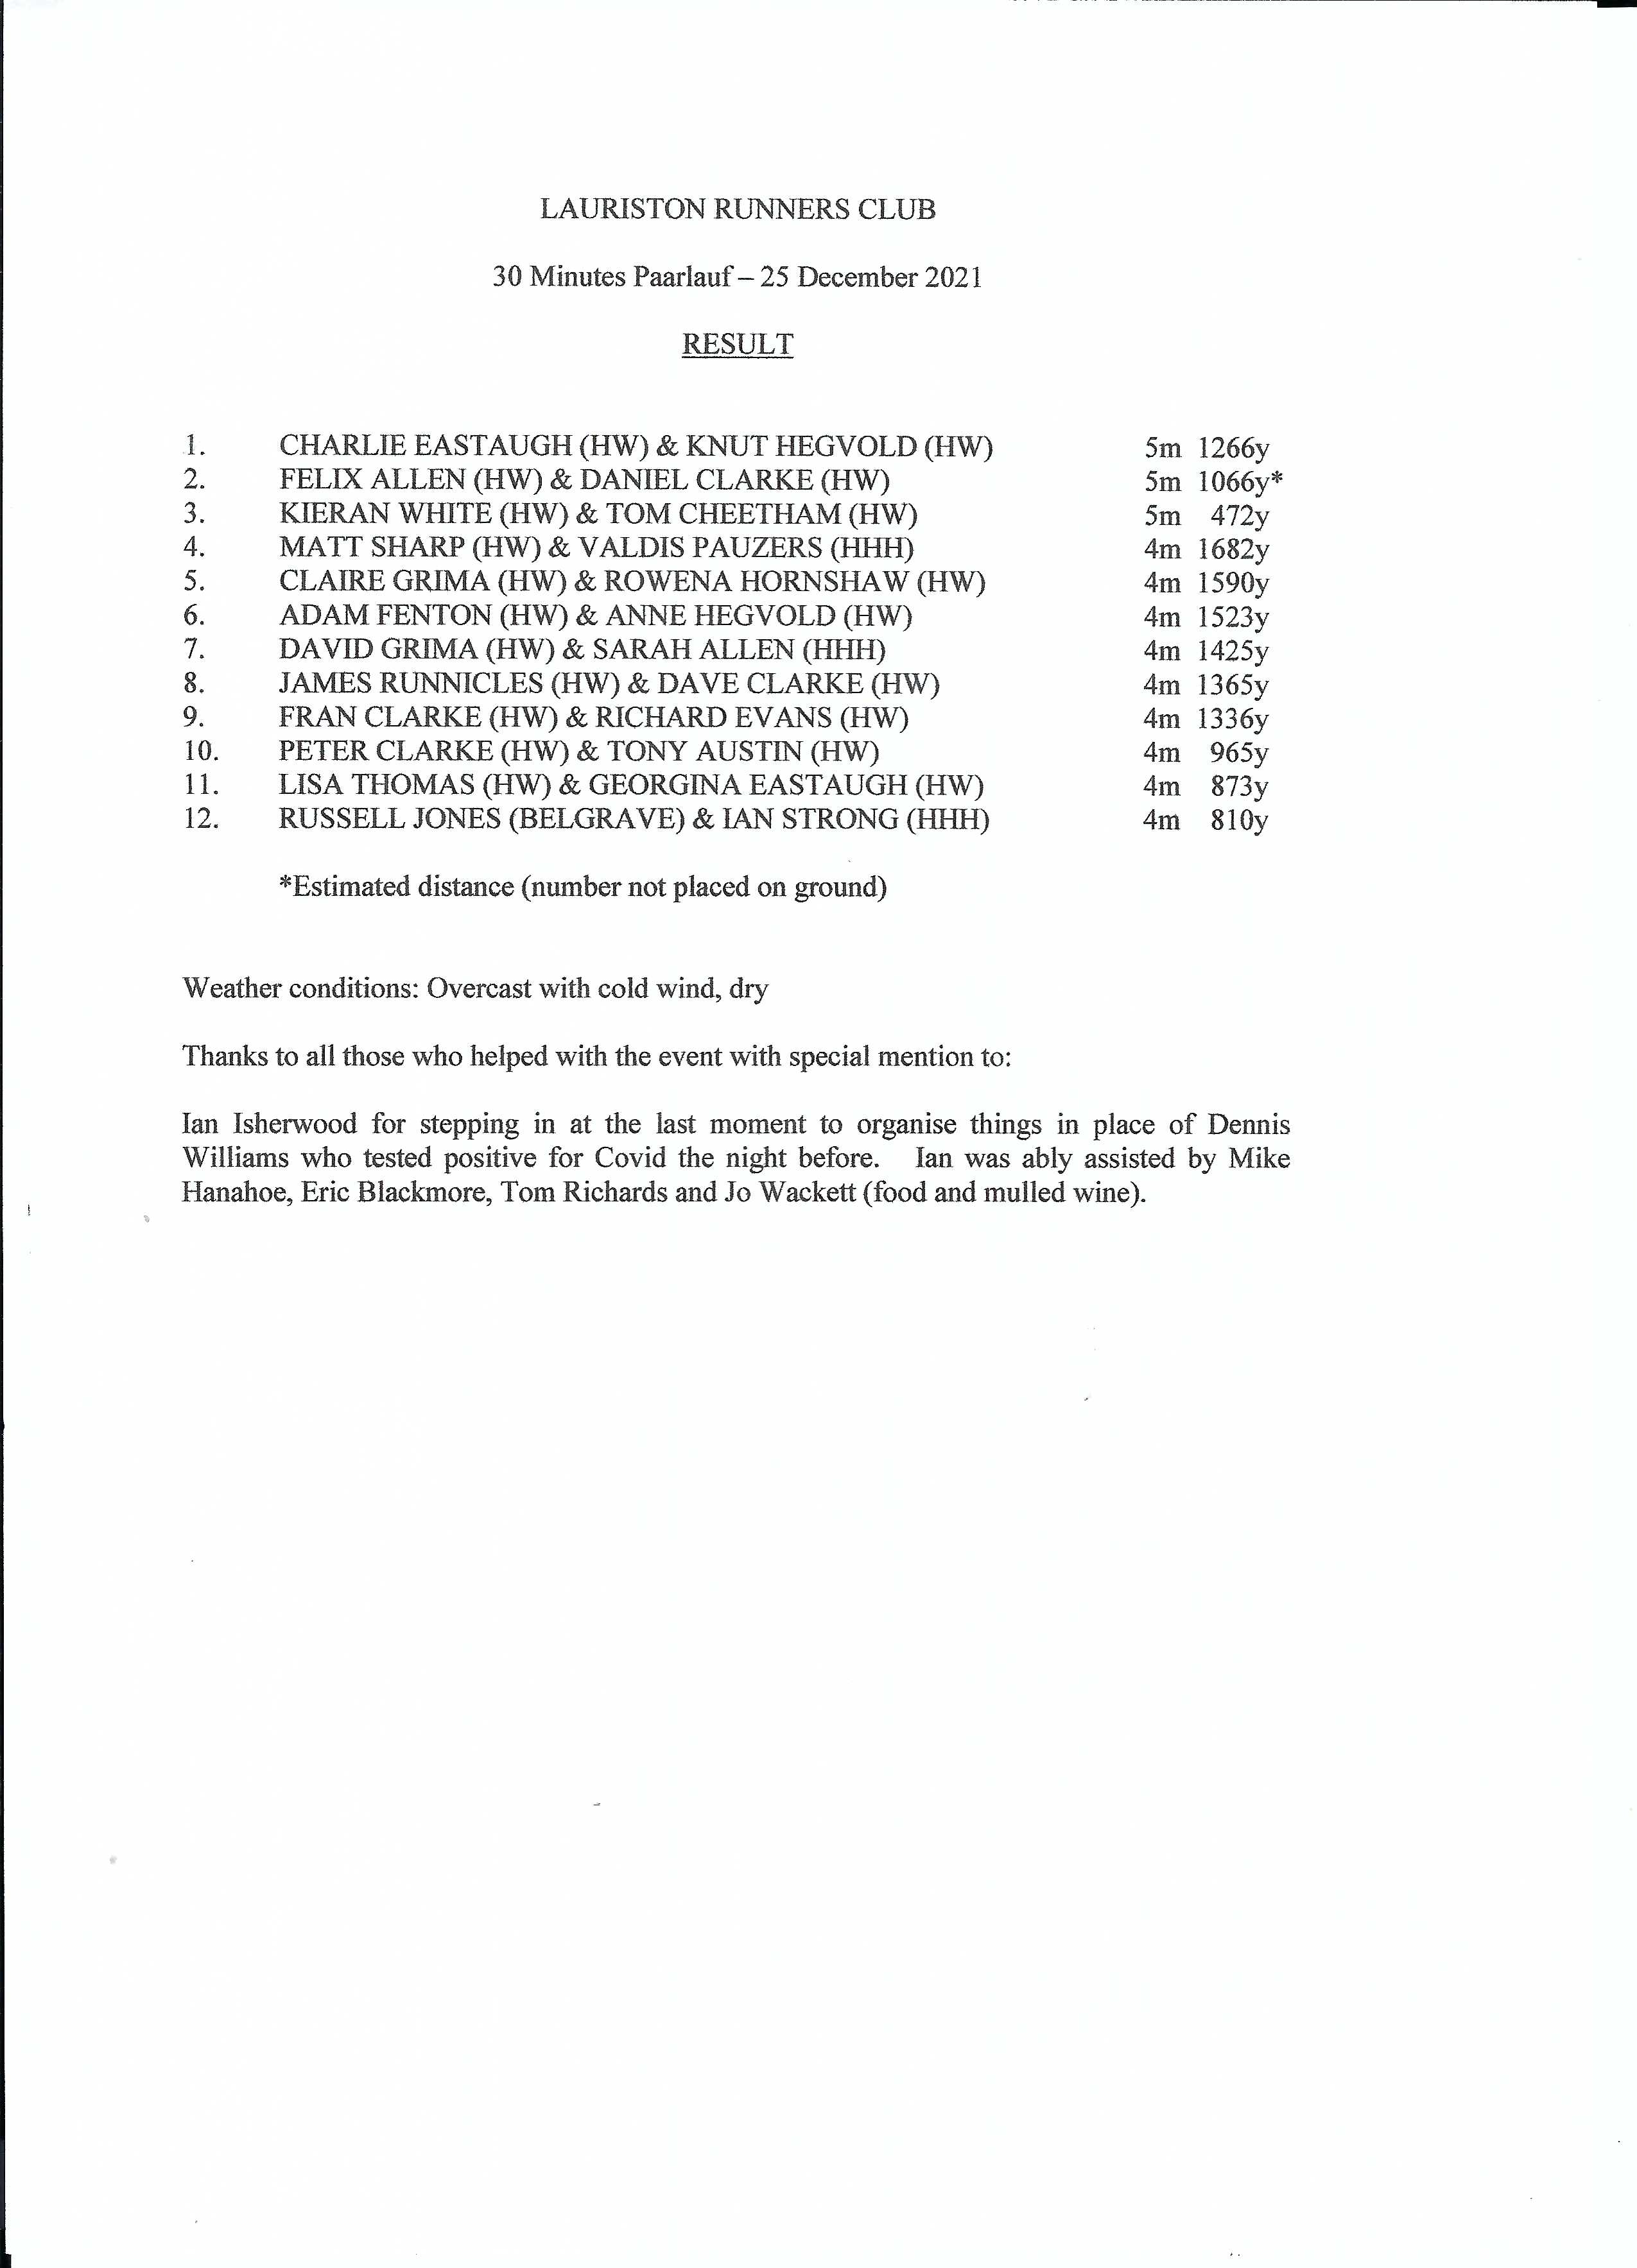 LAURISTON RUNNERS CLUB
30 Minutes Paarlauf – 25 December 2021
RESULT
1. CHARLIE EASTAUGH (HW) & KNUT HEGVOLD (HW) 5m 1266y
2. FELIX ALLEN (HW) & DANIEL CLARKE (HW) 5m 1066y*
3. KIERAN WHITE (HW) & TOM CHEETHAM (HW) 5m 472y
4. MATT SHARP (HW) & VALDIS PAUZERS (HHH) 4m 1682y
5. CLAIRE GRIMA (HW) & ROWENA HORNSHAW (HW) 4m 1590y
6. ADAM FENTON (HW) & ANNE HEGVOLD (HW) 4m 1523y
7. DAVID GRIMA (HW) & SARAH ALLEN (HHH) 4m 1425y
8. JAMES RUNNICLES (HW) & DAVE CLARKE (HW) 4m 1365y
9. FRAN CLARKE (HW) & RICHARD EVANS (HW) 4m 1336y
10. PETER CLARKE (HW) & TONY AUSTIN (HW) 4m 965y
11. LISA THOMAS (HW) & GEORGINA EASTAUGH (HW) 4m 873y
12. RUSSELL JONES (BELGRAVE) & IAN STRONG (HHH) 4m 810y
*Estimated distance (number not placed on ground)
Weather conditions: Overcast with cold wind, dry
Thanks to all those who helped with the event with special mention to:
Ian Isherwood for stepping in at the last moment to organise things in place of Dennis
Williams who tested positive for Covid the night before. Ian was ably assisted by Mike
Hanahoe, Eric Blackmore, Tom Richards and Jo Wackett (food and mulled wine).